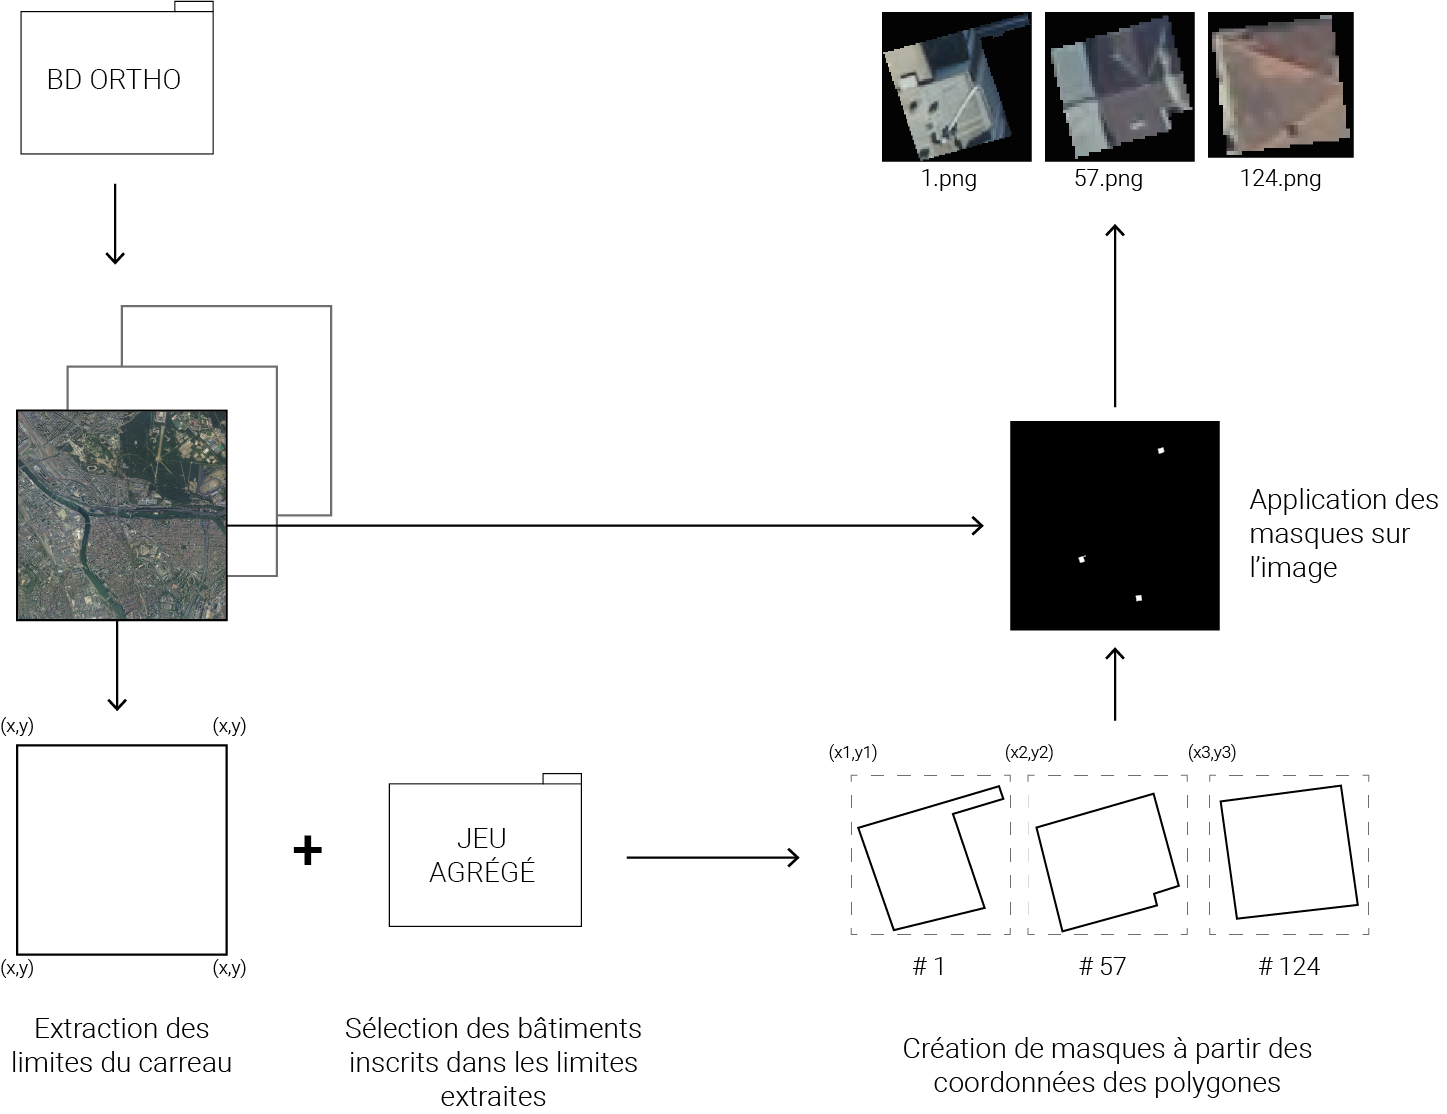 BD ORTHO
1.png
57.png
124.png
Application des
masques sur
l'image
(x,y)
(x,y)
(x,y)
(x,y)
Extraction des
limites du carreau
+
JEU
AGRÉGÉ
Sélection des bâtiments
inscrits dans les limites
extraites
(x1,y1)
(x2,y2)
(x3,y3)
# 1
# 57
# 124
Création de masques à partir des
coordonnées des polygones